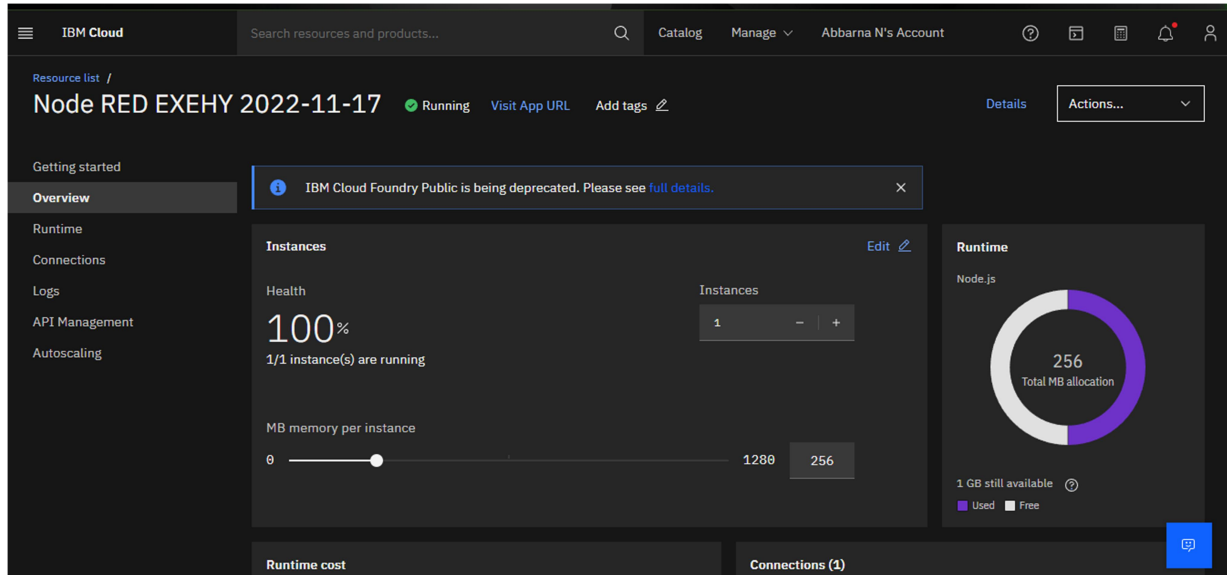 IBM Cloud
Search resources and products...
Catalog
Manage
Abbarna N's Account
Resource list /
Node RED EXEHY 2022-11-17
Running
Visit App URL
Add tags
Details
Actions...
Getting started
Overview
Runtime
Connections
Logs
API Management
Autoscaling
IBM Cloud Foundry Public is being deprecated. Please see full details.
Instances
Edit
Health
100%
1/1 instance(s) are running
Instances
1
MB memory per instance
0
1280
256
Runtime
Node.js
256
Total MB allocation
1 GB still available
Used
Free
Runtime cost
Connections (1)